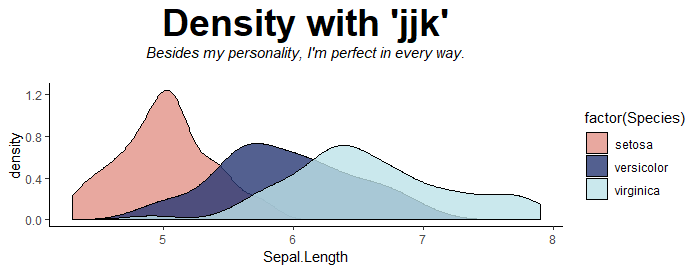 Density with 'jjk'
Besides my personality, I'm perfect in every way.
1.2
0.8
0.4
0.0
density
5 6 7 8
Sepal.Length
factor(Species)
setosa
versicolor
virginica